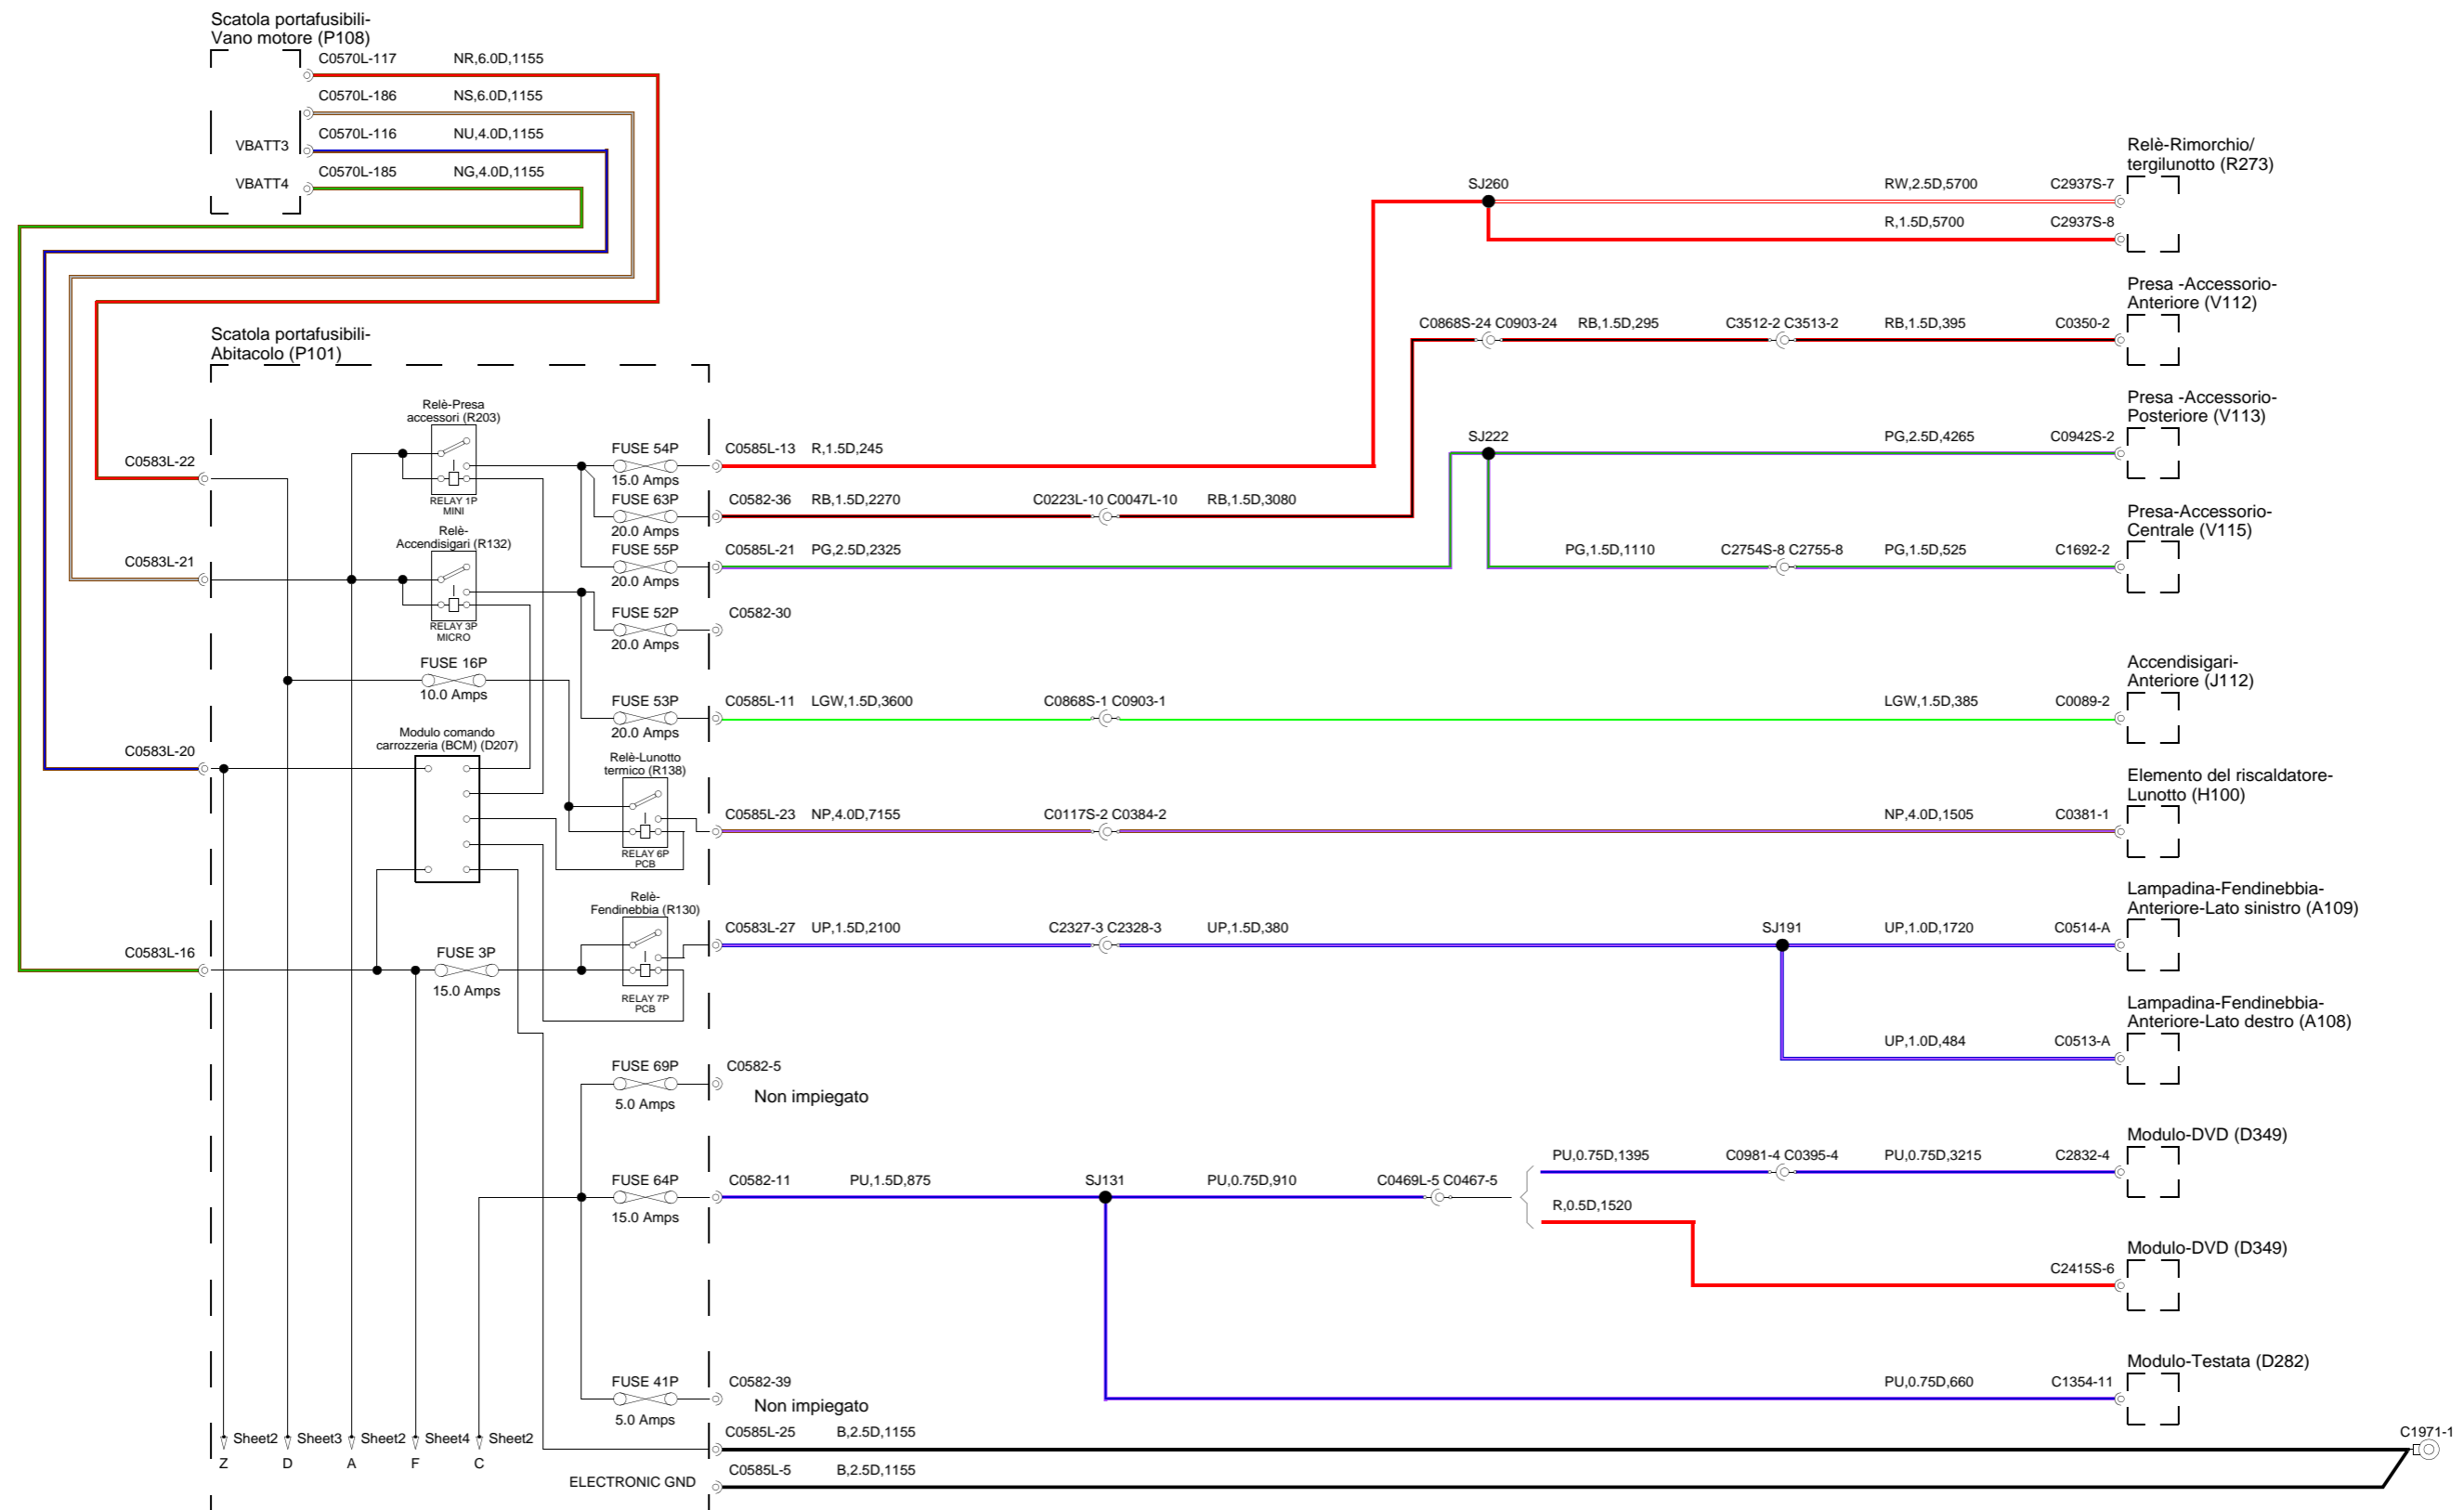 Scatola portafusibili-
Vano motore (P108)
C0570L-117 NR,6.0D,1155
C0570L-186 NS,6.0D,1155
VBATT3 C0570L-116 NU,4.0D,1155
VBATT4 C0570L-185 NG,4.0D,1155
Relè-Rimorchio/
tergilunotto (R273)
SJ260 RW,2.5D,5700 C2937S-7
R,1.5D,5700 C2937S-8
Presa -Accessorio-
Anteriore (V112)
C0868S-24 C0903-24 RB,1.5D,295 C3512-2 C3513-2 RB,1.5D,395 C0350-2
Scatola portafusibili-
Abitacolo (P101)
Presa -Accessorio-
Posteriore (V113)
SJ222 PG,2.5D,4265 C0942S-2
Relè-Presa
accessori (R203)
RELAY 1P
MINI
C0583L-22
FUSE 54P C0585L-13 R,1.5D,245
15.0 Amps
FUSE 63P C0582-36 RB,1.5D,2270 C0223L-10 C0047L-10 RB,1.5D,3080
20.0 Amps
Presa-Accessorio-
Centrale (V115)
Relè-
Accendisigari (R132)
RELAY 3P
MICRO
C0583L-21
FUSE 55P C0585L-21 PG,2.5D,2325 PG,1.5D,1110 C2754S-8 C2755-8 PG,1.5D,525 C1692-2
20.0 Amps
FUSE 52P C0582-30
20.0 Amps
FUSE 16P
10.0 Amps
Accendisigari-
Anteriore (J112)
FUSE 53P C0585L-11 LGW,1.5D,3600 C0868S-1 C0903-1 LGW,1.5D,385 C0089-2
20.0 Amps
Modulo comando
carrozzeria (BCM) (D207)
C0583L-20
Relè-Lunotto
termico (R138)
RELAY 6P
PCB
Elemento del riscaldatore-
Lunotto (H100)
C0585L-23 NP,4.0D,7155 C0117S-2 C0384-2 NP,4.0D,1505 C0381-1
Relè-
Fendinebbia (R130)
RELAY 7P
PCB
Lampadina-Fendinebbia-
Anteriore-Lato sinistro (A109)
C0583L-27 UP,1.5D,2100 C2327-3 C2328-3 UP,1.5D,380 SJ191 UP,1.0D,1720 C0514-A
C0583L-16
FUSE 3P
15.0 Amps
Lampadina-Fendinebbia-
Anteriore-Lato destro (A108)
UP,1.0D,484 C0513-A
FUSE 69P C0582-5
5.0 Amps
Non impiegato
Modulo-DVD (D349)
PU,0.75D,1395 C0981-4 C0395-4 PU,0.75D,3215 C2832-4
FUSE 64P C0582-11 PU,1.5D,875 SJ131 PU,0.75D,910 C0469L-5 C0467-5
15.0 Amps
R,0.5D,1520
Modulo-DVD (D349)
C2415S-6
Modulo-Testata (D282)
FUSE 41P C0582-39 PU,0.75D,660 C1354-11
5.0 Amps
Non impiegato
C0585L-25 B,2.5D,1155 C1971-1
Sheet2 Sheet3 Sheet2 Sheet4 Sheet2
Z D A F C
ELECTRONIC GND C0585L-5 B,2.5D,1155